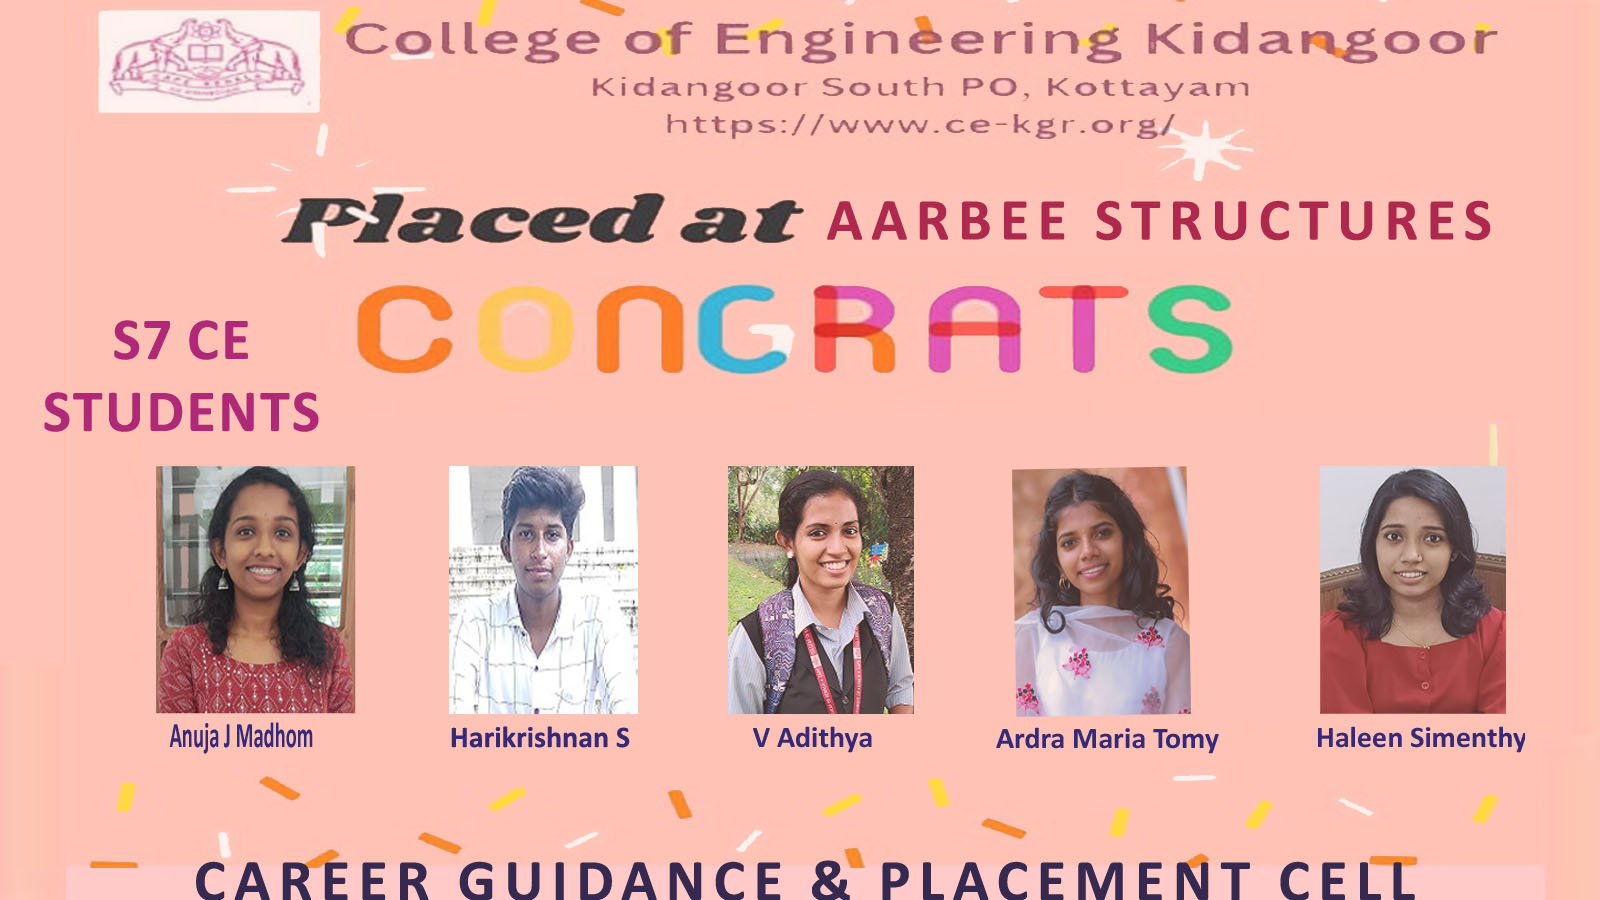 College of Engineering Kidangoor
Kidangoor South PO, Kottayam
https://www.ce-kgr.org/
Placed at AARBEE STRUCTURES
CONGRATS
S7 CE
STUDENTS
Anuja J Madhom
Harikrishnan S
V Adithya
Ardra Maria Tomy
Haleen Simenthy
CAREER GUIDANCE & PLACEMENT CELL